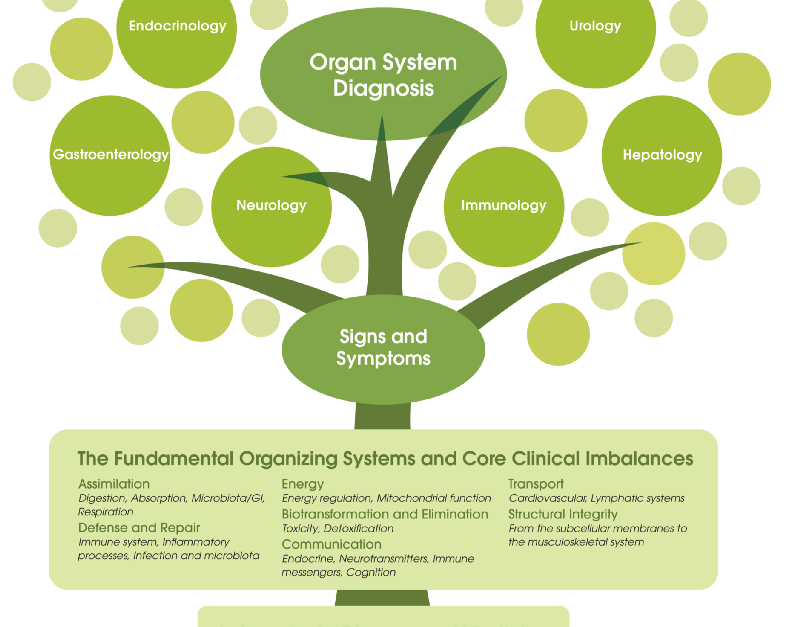 Endocrinology
Urology
Organ System
Diagnosis
Gastroenterology
Hepatology
Neurology
Immunology
Signs and
Symptoms
The Fundamental Organizing Systems and Core Clinical Imbalances
Assimilation
Digestion, Absorption, Microbiota/GI,
Respiration
Defense and Repair
Immune system, Inflammatory
processes, Infection and microbiota
Energy
Energy regulation, Mitochondrial function
Biotransformation and Elimination
Toxicity, Detoxification
Communication
Endocrine, Neurotransmitters, Immune
messengers, Cognition
Transport
Cardiovascular, Lymphatic systems
Structural Integrity
From the subcellular membranes to
the musculoskeletal system